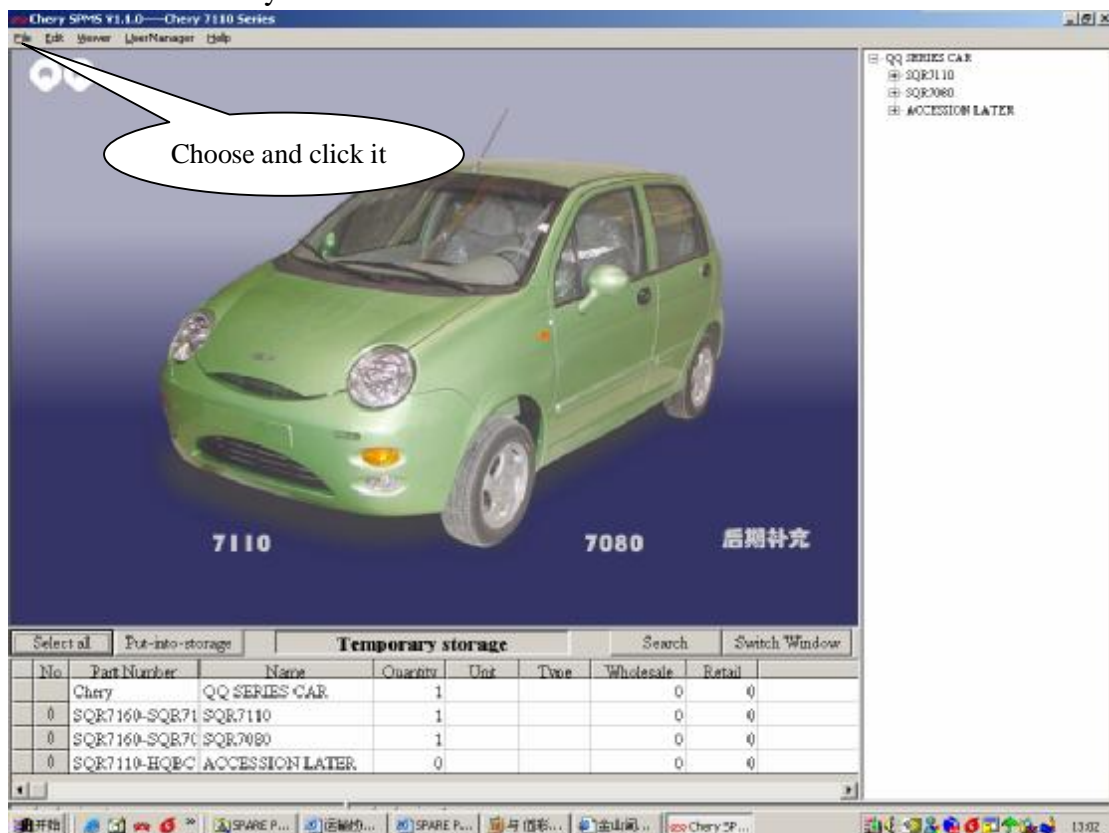 Chery SPMS V1.1.0----Chery 7110 Series
File Edit Viewer UserNanager Help
QQ
Choose and click it
QQ SERIES CAR
SQR7110
SQR7080
ACCESSION LATER
7110 7080 后期补充
Select all Put-into-storage Temporary storage Search Switch Window
No Part Number Name Quantity Unit Type Wholesale Retail
Chery QQ SERIES CAR 1 0 0
0 SQR7160-SQR71 SQR7110 1 0 0
0 SQR7160-SQR70 SQR7080 1 0 0
0 SQR7110-HQBC ACCESSION LATER 0 0 0
开始 SPARE P... SPARE P... Chery SP... 13:02